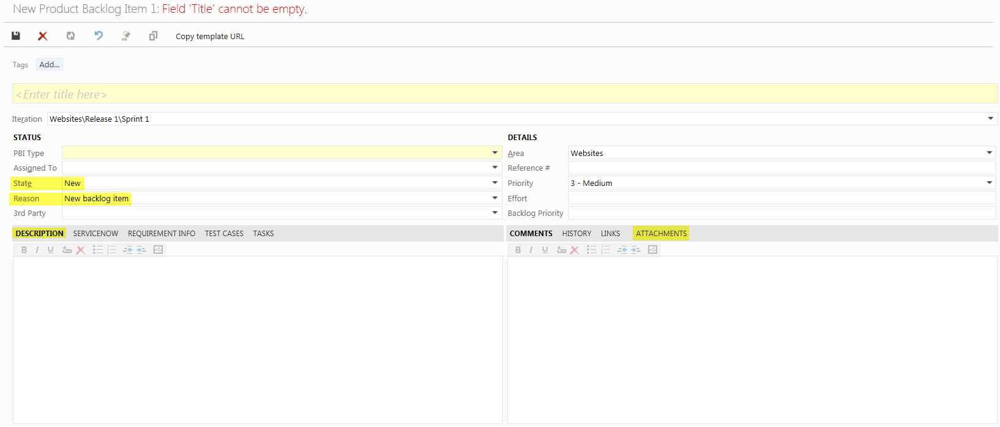 New Product Backlog Item 1: Field 'Title' cannot be empty.
Copy template URL
Tags Add...
<Enter title here>
Iteration Websites\Release 1\Sprint 1
STATUS
PBI Type
Assigned To
State New
Reason New backlog item
3rd Party
DETAILS
Area Websites
Reference #
Priority 3 - Medium
Effort
Backlog Priority
DESCRIPTION SERVICENOW REQUIREMENT INFO TEST CASES TASKS
B I U
COMMENTS HISTORY LINKS ATTACHMENTS
B I U